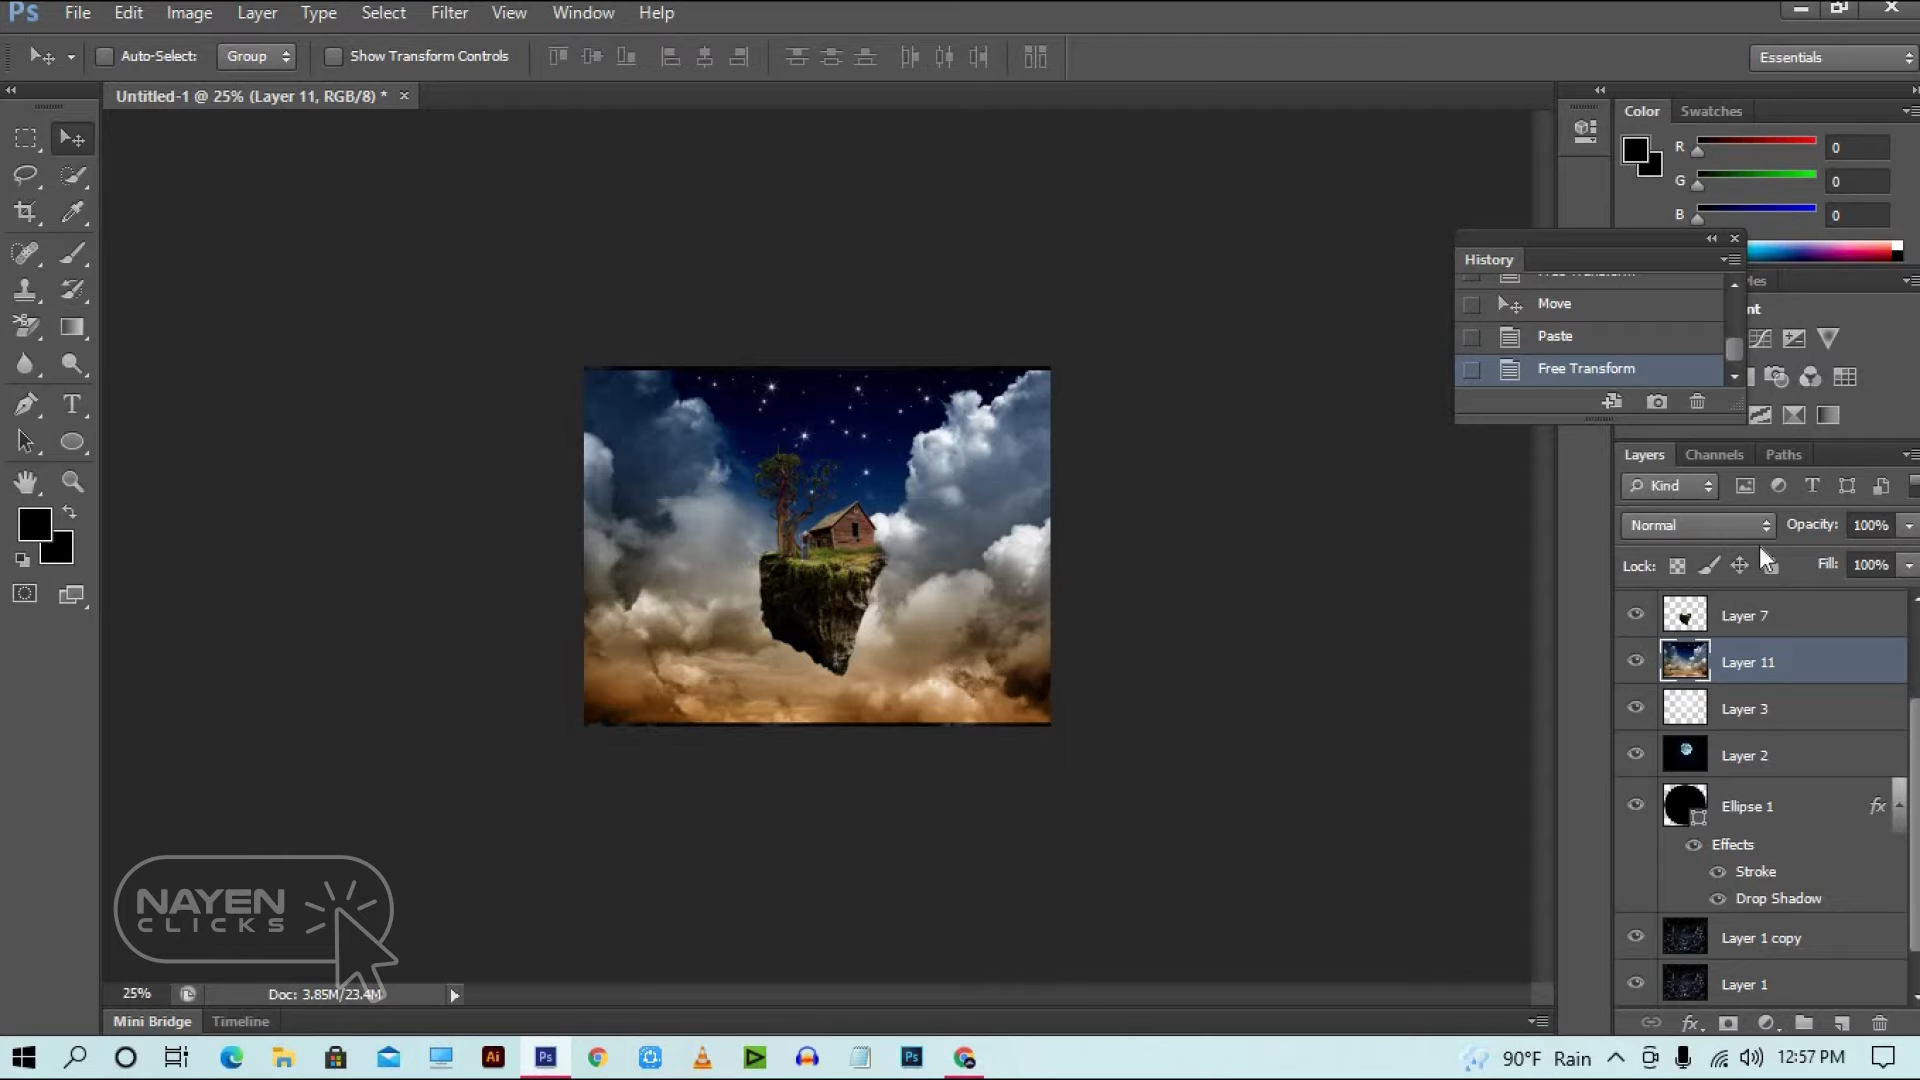 Ps File Edit Image Layer Type Select Filter View Window Help
Auto-Select: Group Show Transform Controls Essentials
Untitled-1 @ 25% (Layer 11, RGB/8) *
Color Swatches
R 0
G 0
B 0
History
Move
Paste
Free Transform
Layers Channels Paths
Kind
Normal Opacity: 100%
Lock: Fill: 100%
Layer 7
Layer 11
Layer 3
Layer 2
Ellipse 1 fx
Effects
Stroke
Drop Shadow
Layer 1 copy
Layer 1
NAYEN
CLICKS
25% Doc: 3.85M/23.4M
Mini Bridge Timeline
Ai Ps Ps 90°F Rain 12:57 PM